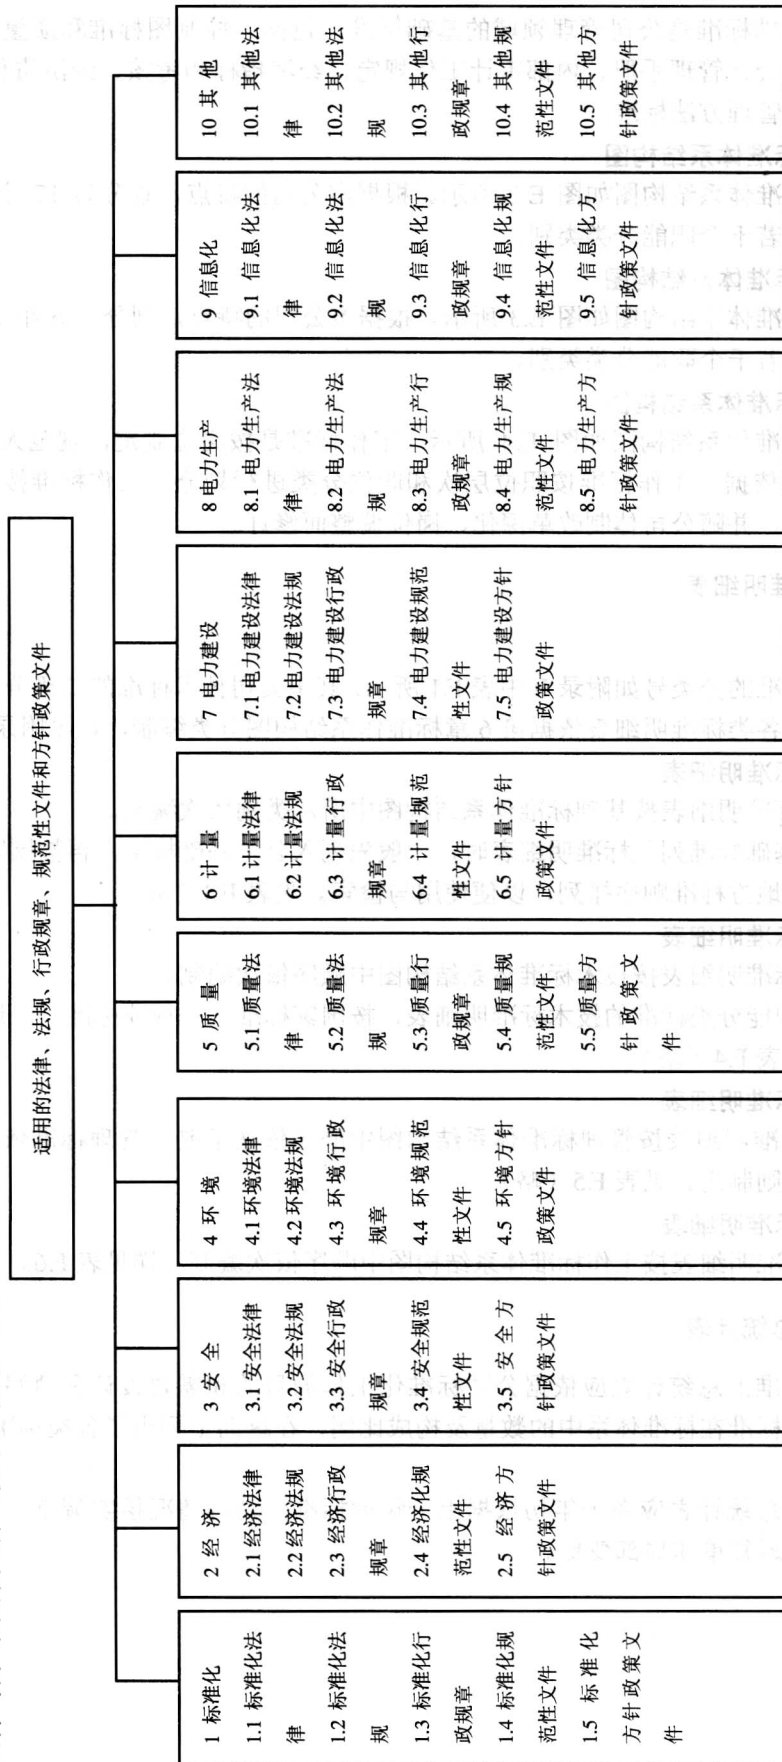 适用的法律、法规、行政规章、规范性文件和方针政策文件
1 标准化
1.1 标准化法
律
1.2 标准化法
规
1.3 标准化行
政规章
1.4 标准化规
范性文件
1.5 标准化
方针政策文
件
2 经 济
2.1 经济法律
2.2 经济法规
2.3 经济行政
规章
2.4 经济化规
范性文件
2.5 经济方
针政策文件
3 安 全
3.1 安全法律
3.2 安全法规
3.3 安全行政
规章
3.4 安全规范
性文件
3.5 安全方
针政策文件
4 环 境
4.1 环境法律
4.2 环境法规
4.3 环境行政
规章
4.4 环境规范
性文件
4.5 环境方针
政策文件
5 质 量
5.1 质量法
律
5.2 质量法
规
5.3 质量行
政规章
5.4 质量规
范性文件
5.5 质量方
针政策文
件
6 计 量
6.1 计量法律
6.2 计量法规
6.3 计量行政
规章
6.4 计量规范
性文件
6.5 计量方针
政策文件
7 电力建设
7.1 电力建设法律
7.2 电力建设法规
7.3 电力建设行政
规章
7.4 电力建设规范
性文件
7.5 电力建设方针
政策文件
8 电力生产
8.1 电力生产法
律
8.2 电力生产法
规
8.3 电力生产行
政规章
8.4 电力生产规
范性文件
8.5 电力生产方
针政策文件
9 信息化
9.1 信息化法
律
9.2 信息化法
规
9.3 信息化行
政规章
9.4 信息化规
范性文件
9.5 信息化方
针政策文件
10 其 他
10.1 其他法
律
10.2 其他法
规
10.3 其他行
政规章
10.4 其他规
范性文件
10.5 其他方
针政策文件